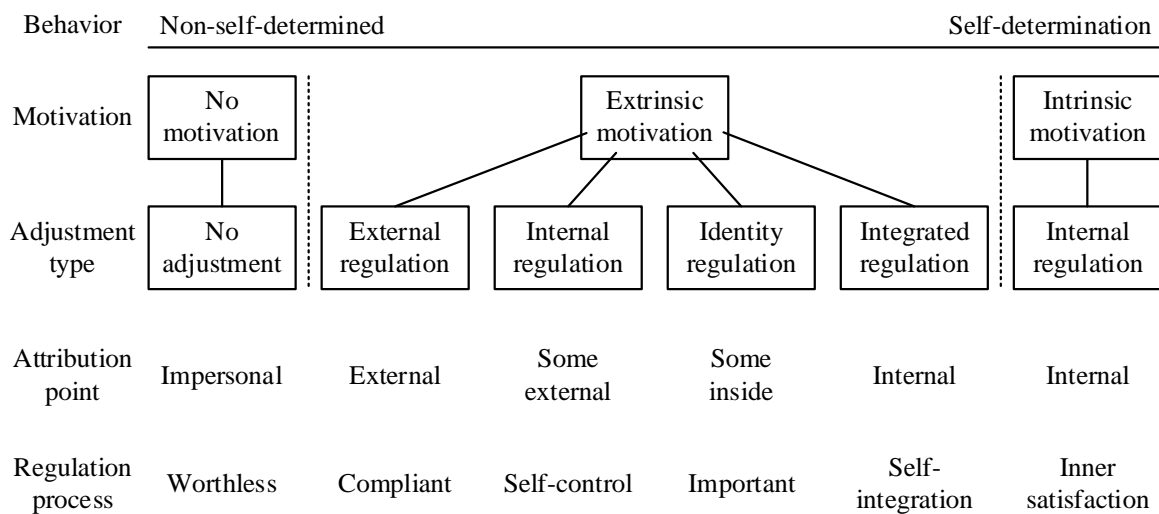 Behavior Non-self-determined Self-determination
Motivation
No
motivation
Extrinsic
motivation
Intrinsic
motivation
Adjustment
type
No
adjustment
External
regulation
Internal
regulation
Identity
regulation
Integrated
regulation
Internal
regulation
Attribution
point
Impersonal
External
Some
external
Some
inside
Internal
Internal
Regulation
process
Worthless
Compliant
Self-control
Important
Self-
integration
Inner
satisfaction